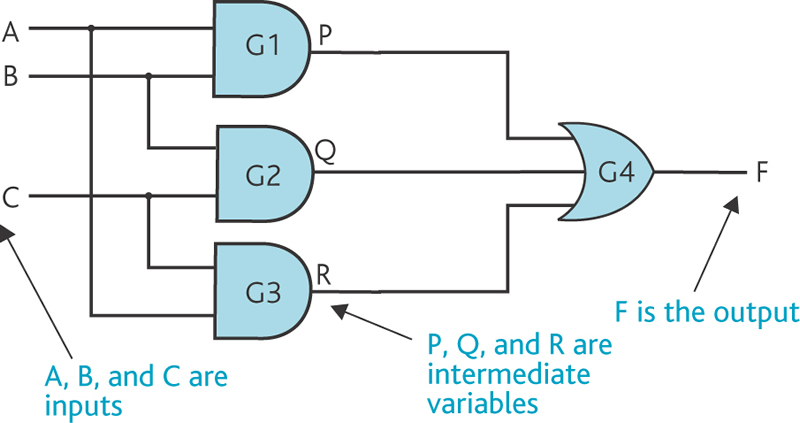 A
G1
P
B
Q
G2
G4
F
C
R
G3
F is the output
P, Q, and R are
intermediate
variables
A, B, and C are
inputs